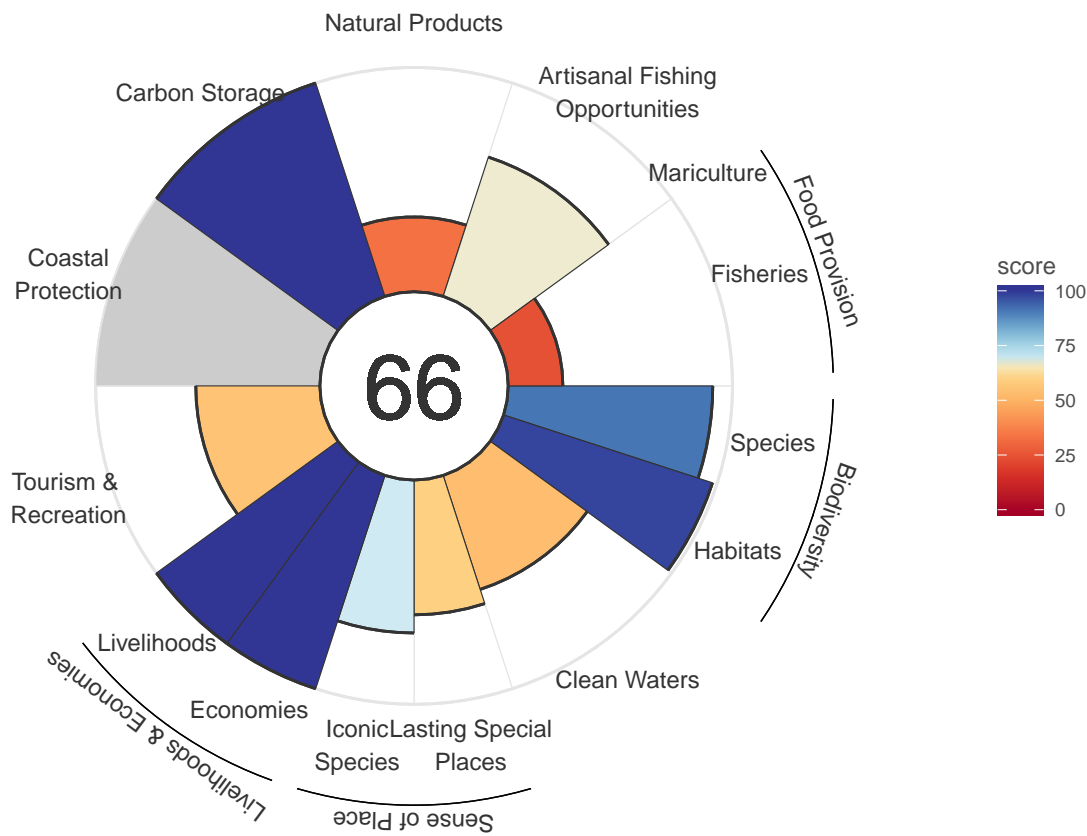 Natural Products
Artisanal Fishing
Opportunities
Carbon Storage
Mariculture
Food Provision
Fisheries
Coastal
Protection
score
100
75
50
25
0
66
Species
Biodiversity
Habitats
Tourism &
Recreation
Livelihoods
Livelihoods & Economies
Economies
Clean Waters
Iconic
Species
Lasting Special
Places
Sense of Place